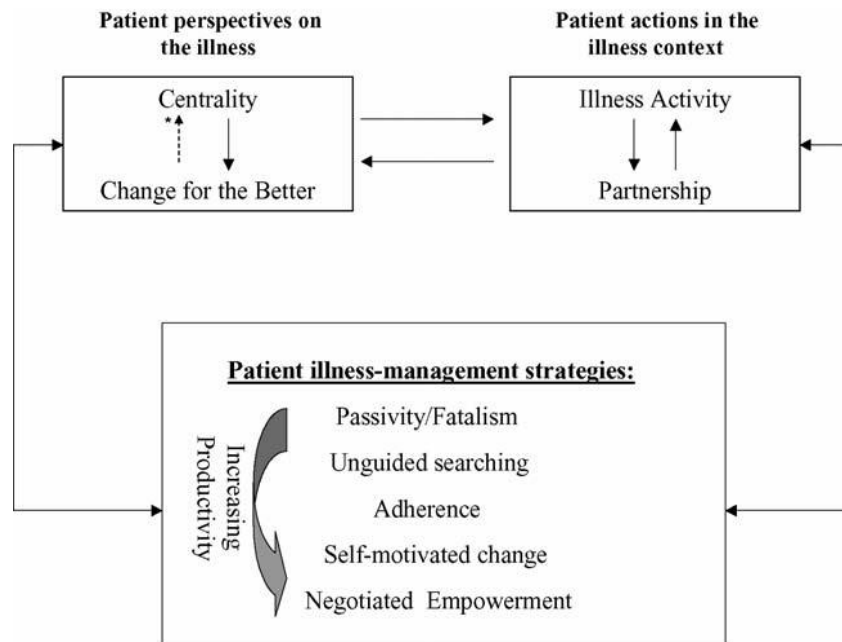 Patient perspectives on
the illness
Patient actions in the
illness context
Centrality
*
Change for the Better
Illness Activity
Partnership
Patient illness-management strategies:
Increasing
Productivity
Passivity/Fatalism
Unguided searching
Adherence
Self-motivated change
Negotiated Empowerment